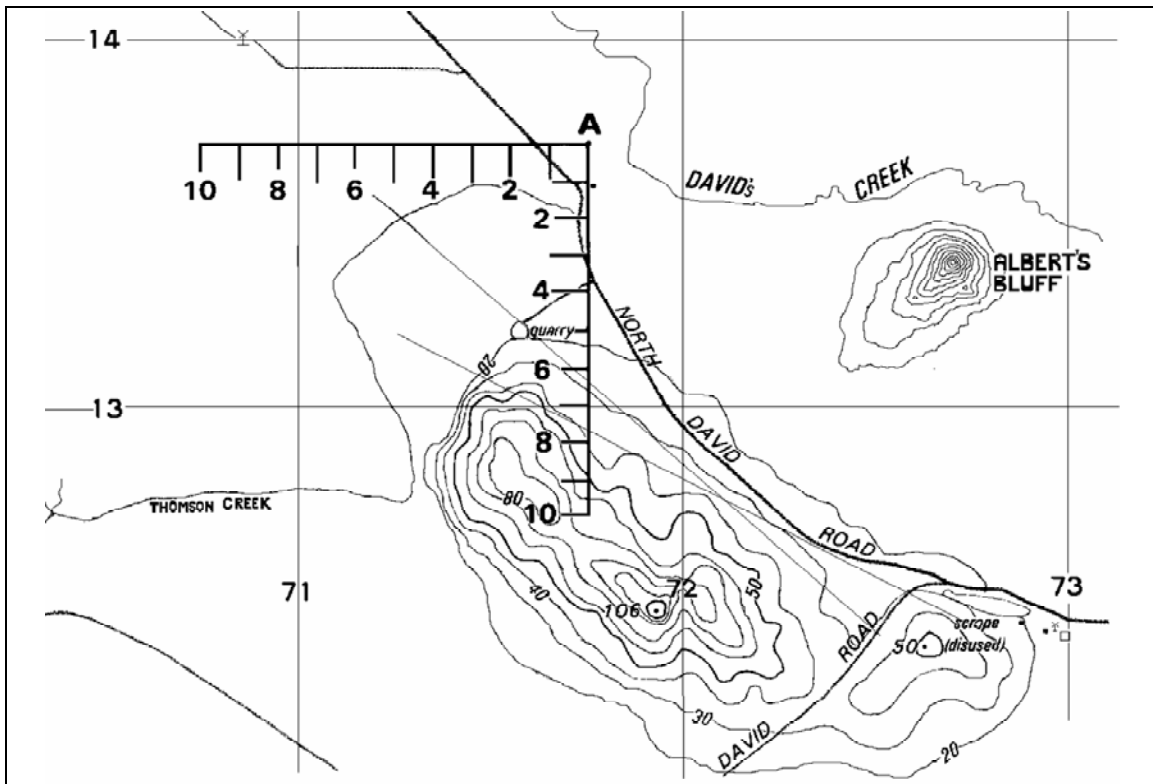 14
A
10 8 6 4 2
DAVID's CREEK
2
4
ALBERT'S
BLUFF
NORTH
quarry
20
6
13
DAVID
8
80
10
THOMSON CREEK
ROAD
71
72
73
50
40
106
ROAD
scrape
50 (disused)
30
DAVID
20